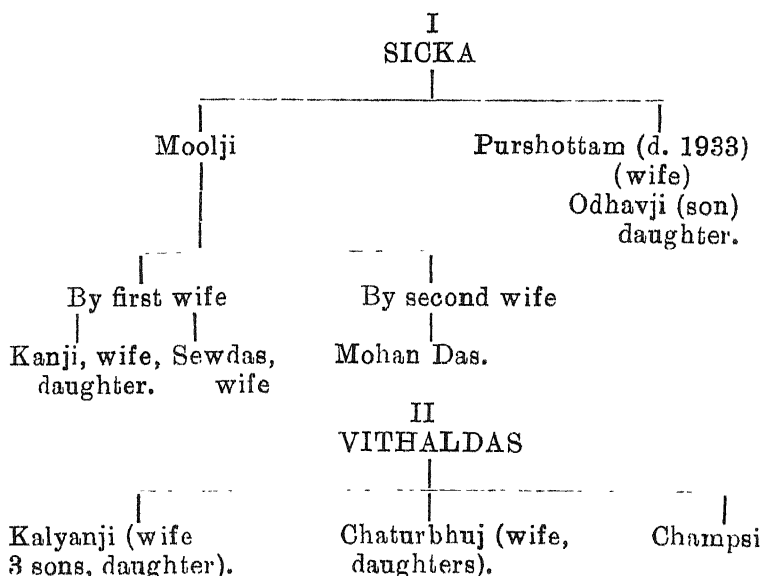 I
SICKA
Moolji Purshottam (d. 1933)
(wife)
Odhavji (son)
daughter.
By first wife By second wife
Kanji, wife, Sewdas, Mohan Das.
daughter. wife
II
VITHALDAS
Kalyanji (wife Chaturbhuj (wife, Champsi
3 sons, daughter). daughters).